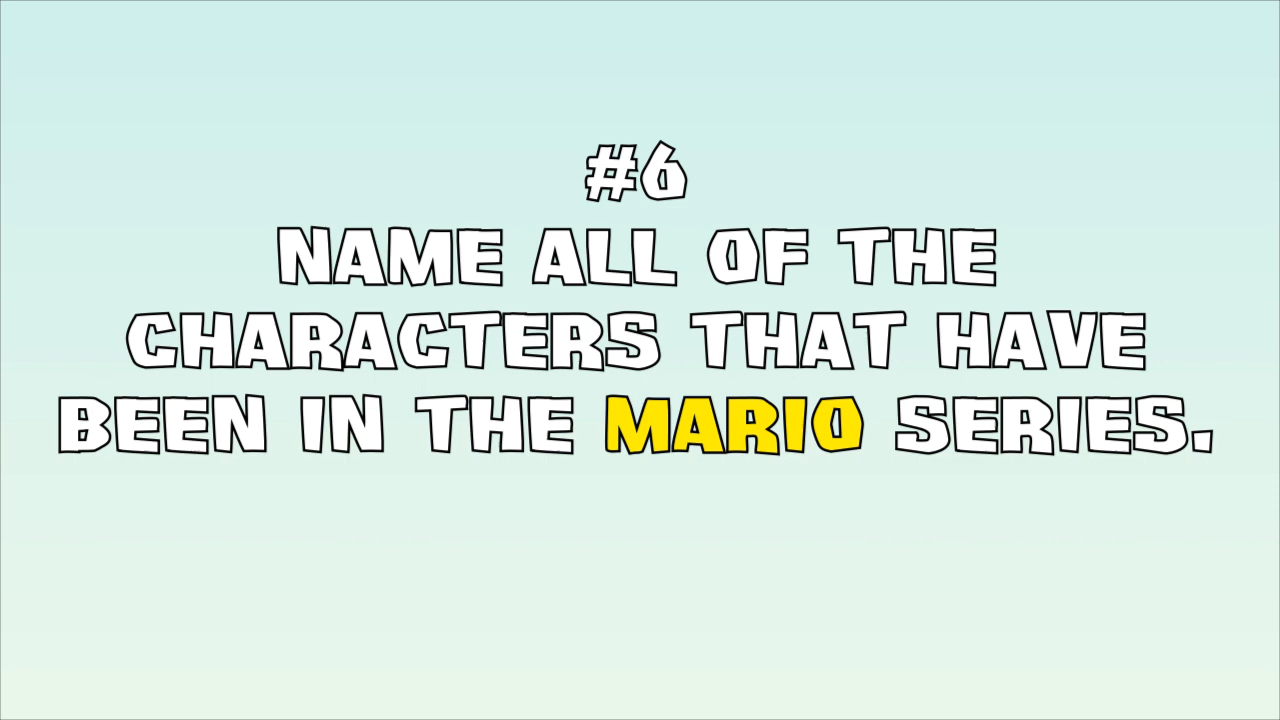 #6
NAME ALL OF THE
CHARACTERS THAT HAVE
BEEN IN THE MARIO SERIES.